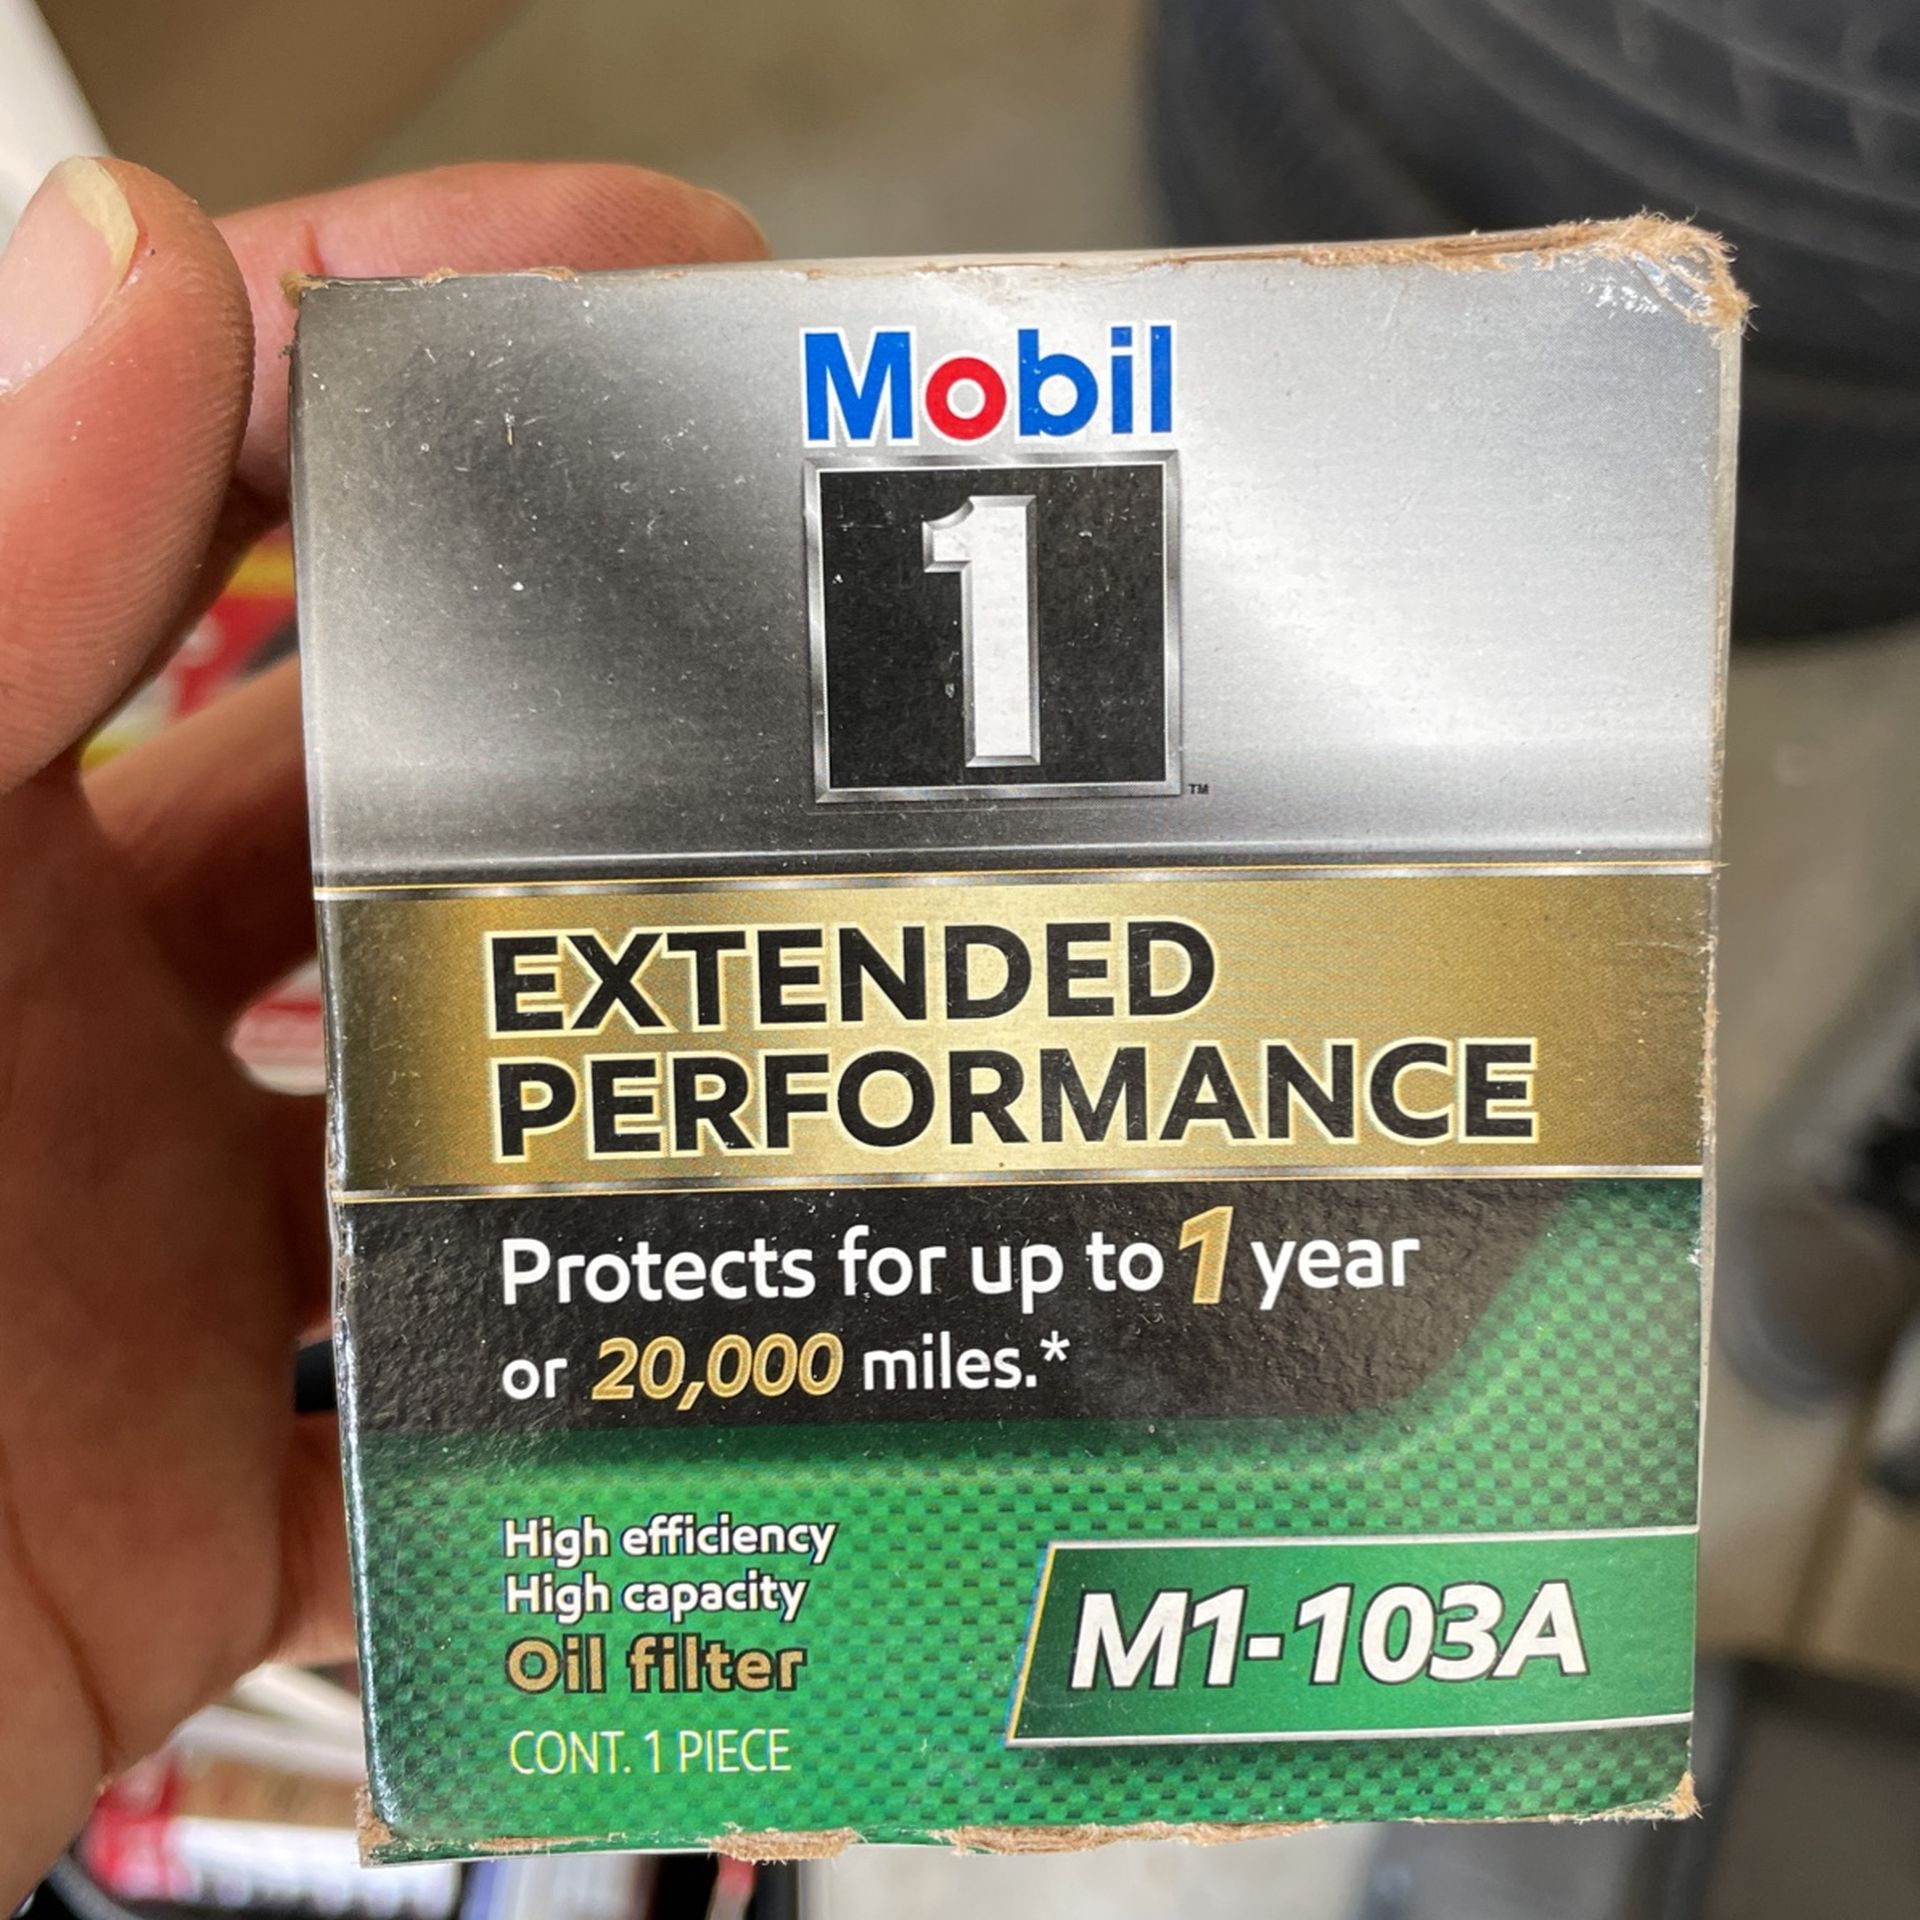 Mobil
1
TM
EXTENDED
PERFORMANCE
Protects for up to 1 year
or 20,000 miles.*
High efficiency
High capacity
Oil filter
CONT. 1 PIECE
M1-103A